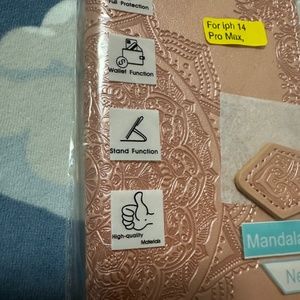 Full Protection
For iph 14
Pro Max,
Wallet Function
Stand Function
High-quality
Materials
Mandala